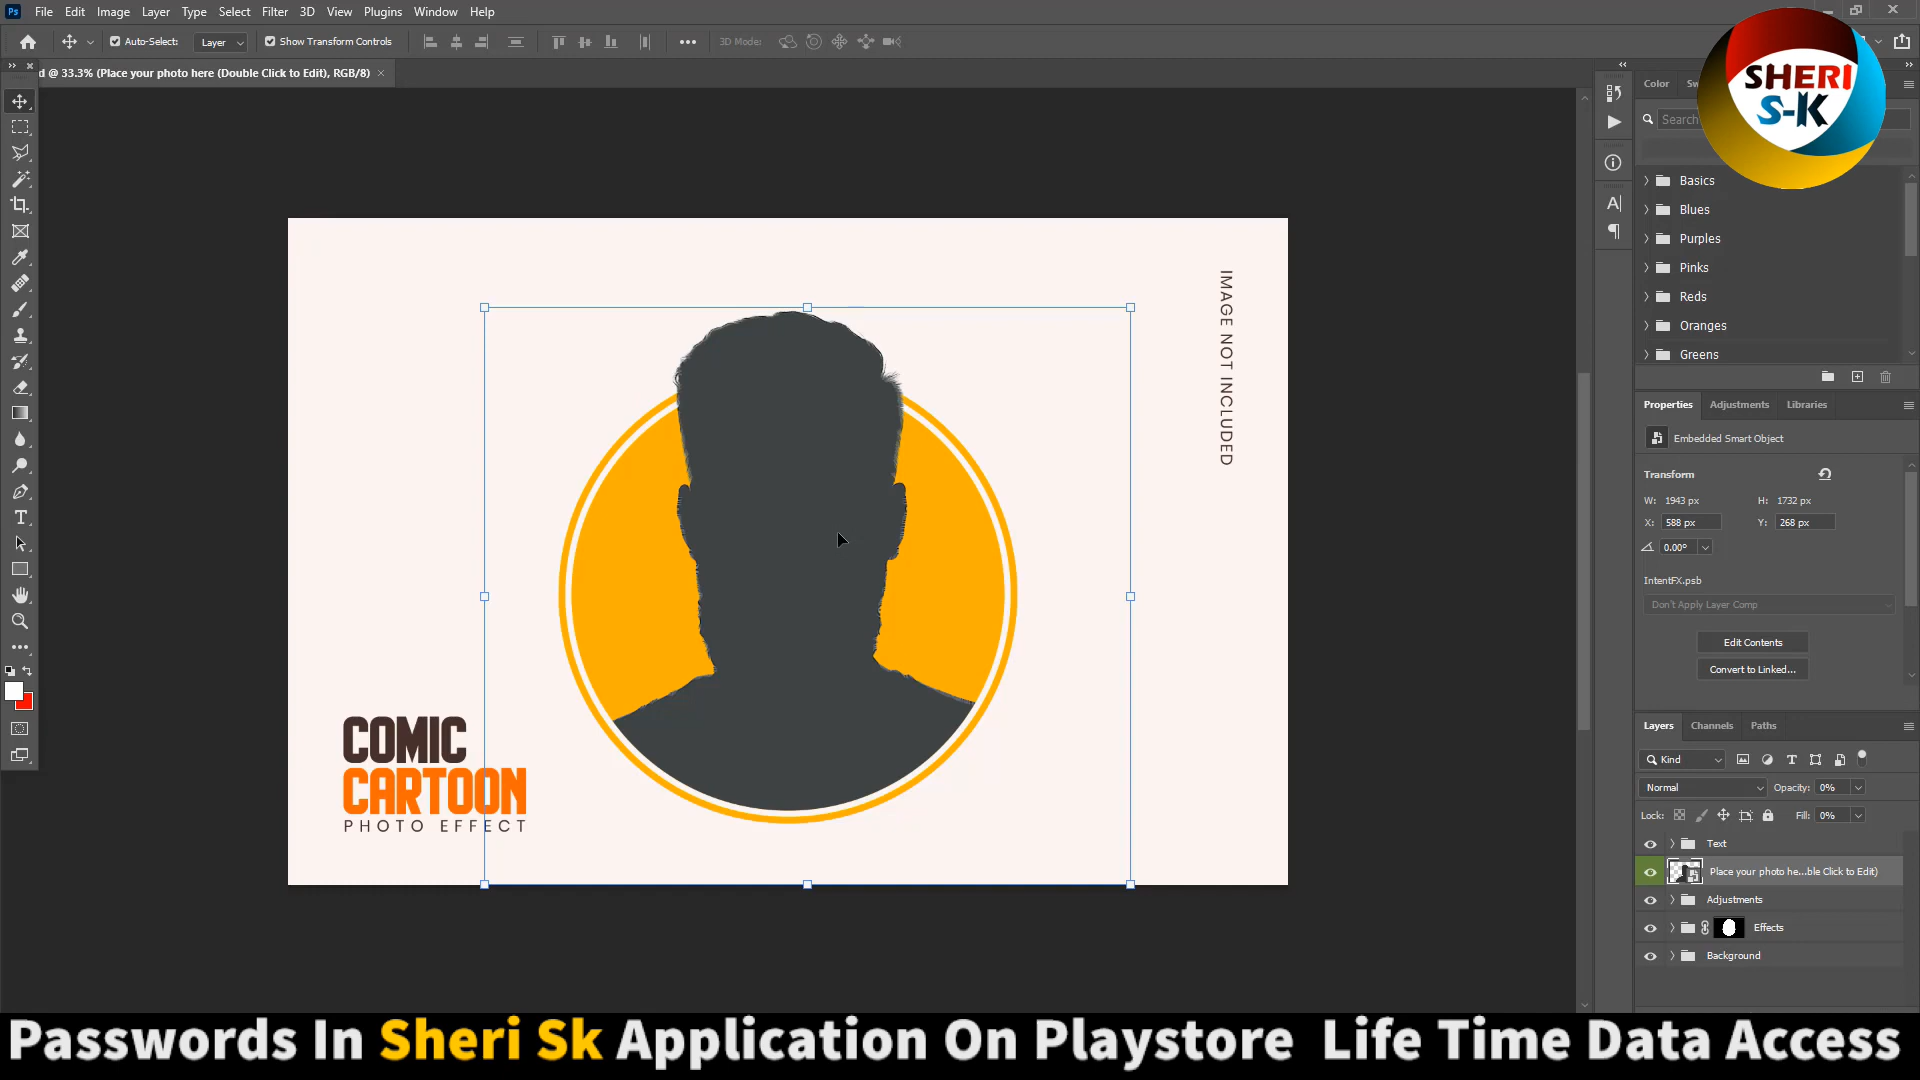 Ps File Edit Image Layer Type Select Filter 3D View Plugins Window Help
Auto-Select: Layer Show Transform Controls 3D Mode:
d @ 33.3% (Place your photo here (Double Click to Edit), RGB/8)
SHERI
S-K
Color
Search
Basics
Blues
Purples
Pinks
Reds
Oranges
Greens
IMAGE NOT INCLUDED
COMIC
CARTOON
PHOTO EFFECT
Properties Adjustments Libraries
Embedded Smart Object
Transform
W: 1943 px H: 1732 px
X: 588 px Y: 268 px
0.00°
IntentFX.psb
Don't Apply Layer Comp
Edit Contents
Convert to Linked...
Layers Channels Paths
Kind
Normal Opacity: 0%
Lock: Fill: 0%
Text
Place your photo he...ble Click to Edit)
Adjustments
Effects
Background
Passwords In Sheri Sk Application On Playstore Life Time Data Access